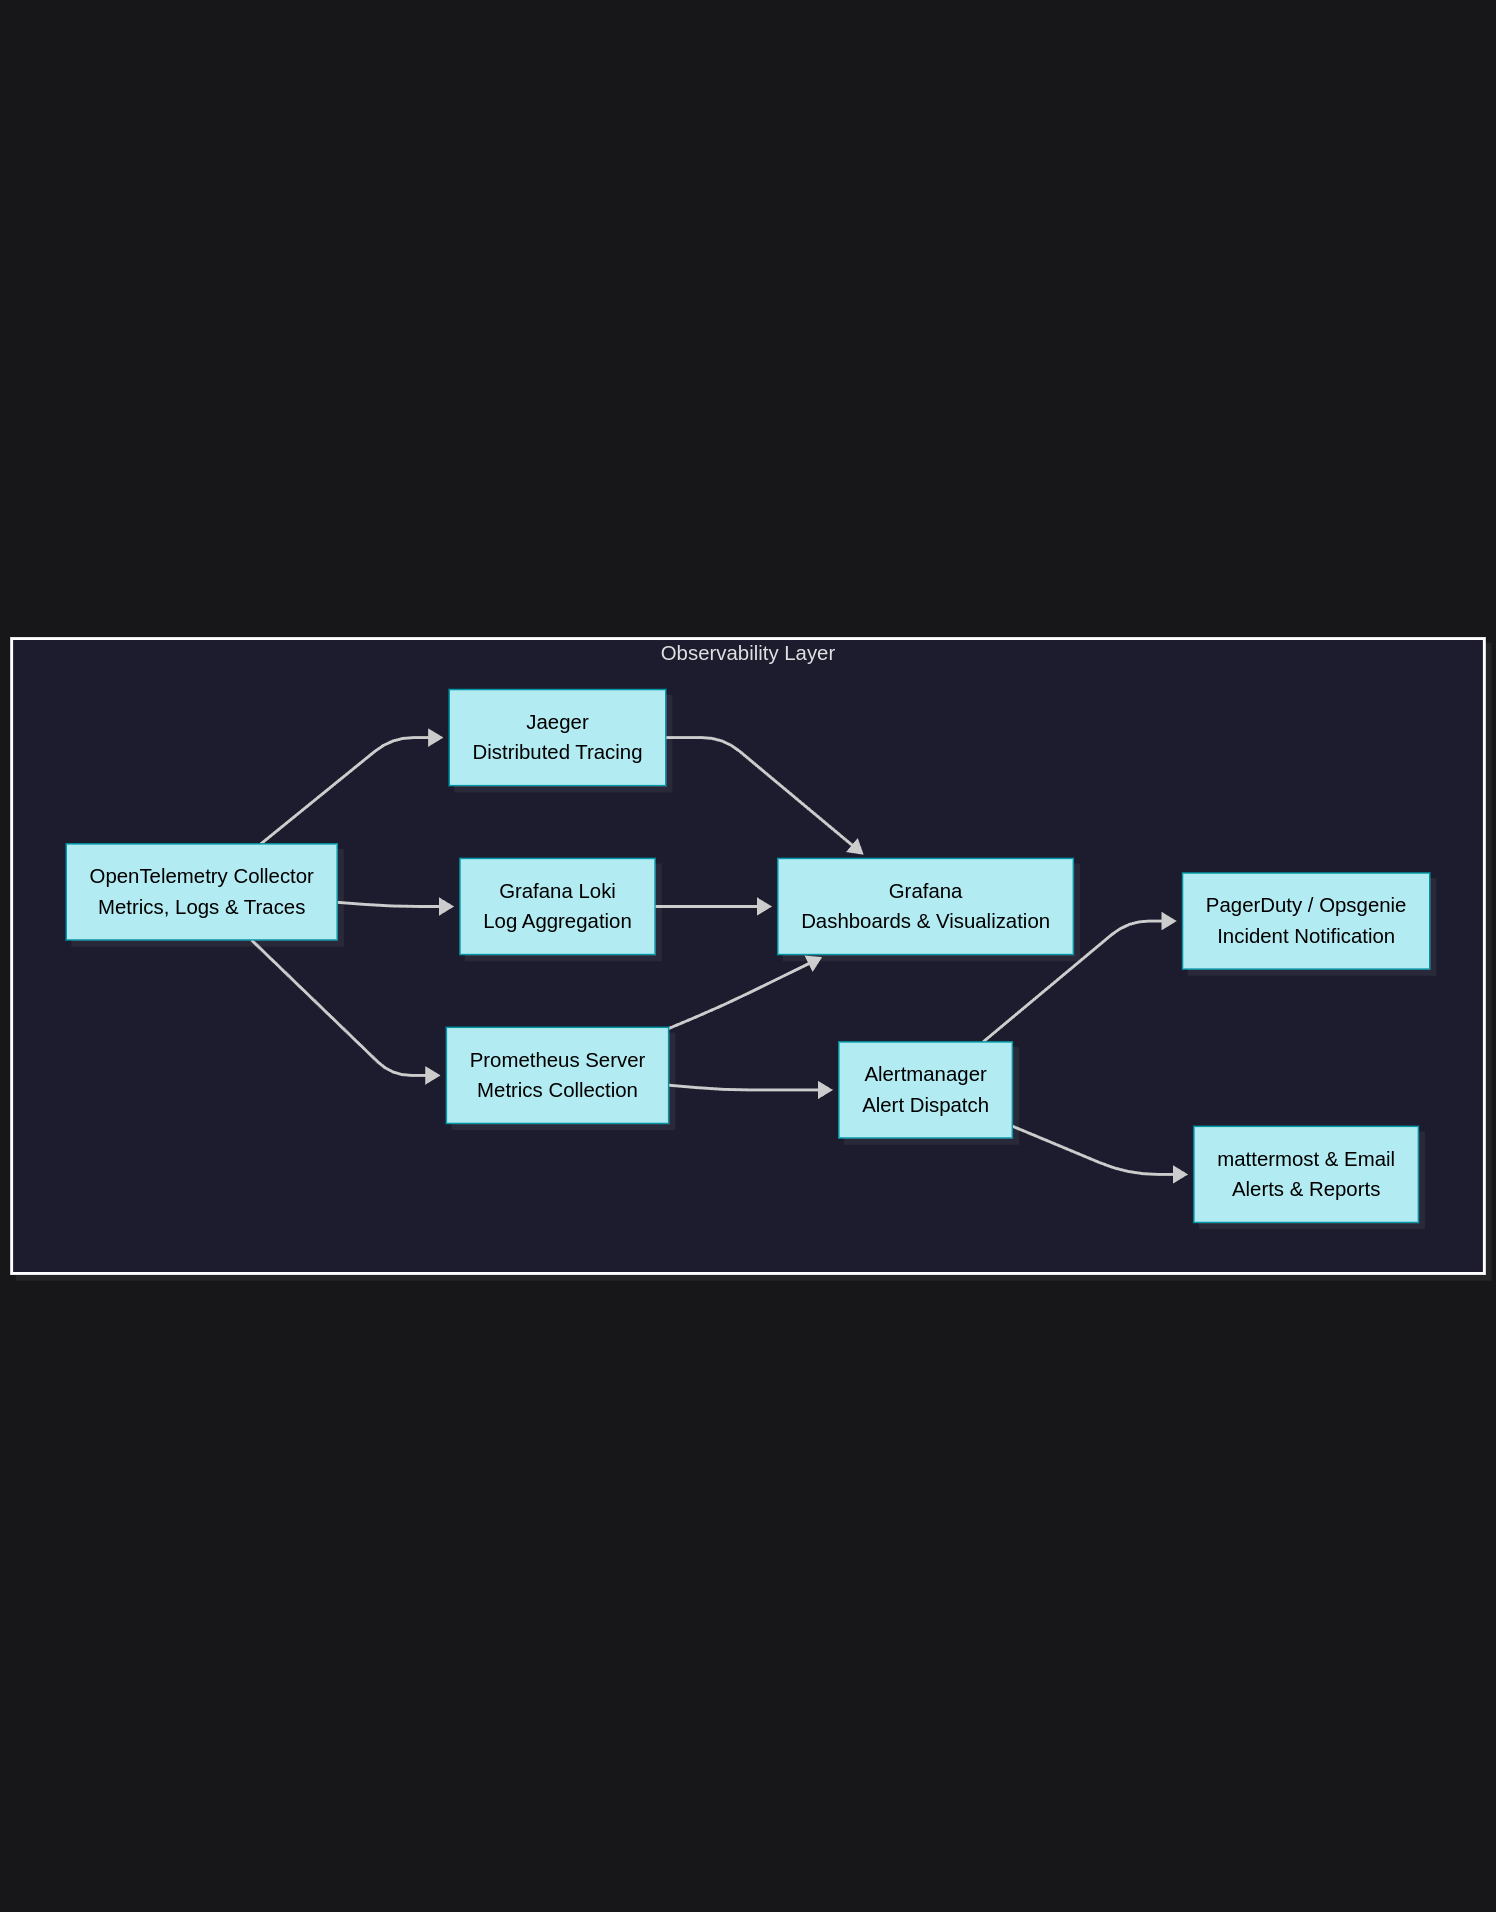 Observability Layer
Jaeger
Distributed Tracing
OpenTelemetry Collector
Metrics, Logs & Traces
Grafana Loki
Log Aggregation
Grafana
Dashboards & Visualization
PagerDuty / Opsgenie
Incident Notification
Prometheus Server
Metrics Collection
Alertmanager
Alert Dispatch
mattermost & Email
Alerts & Reports